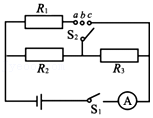 R₁ a b c
S₂
R₂ R₃
S₁ A